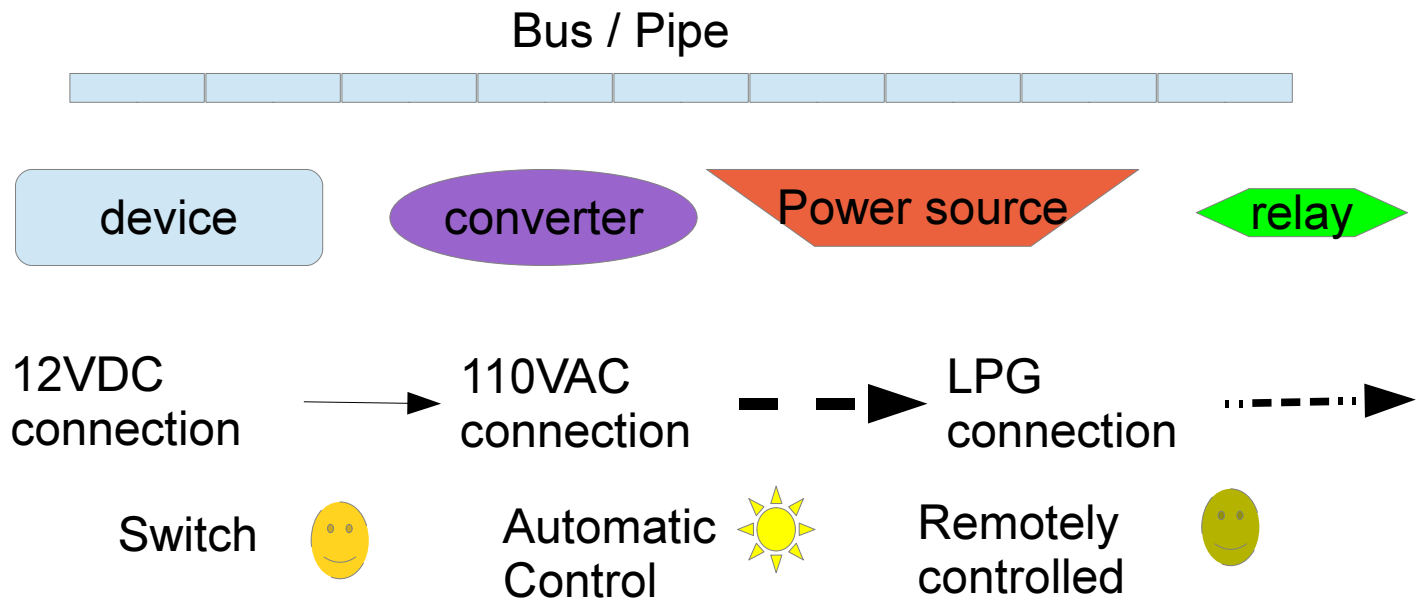 Bus / Pipe
device
converter
Power source
relay
12VDC
connection
110VAC
connection
LPG
connection
Switch
Automatic
Control
Remotely
controlled